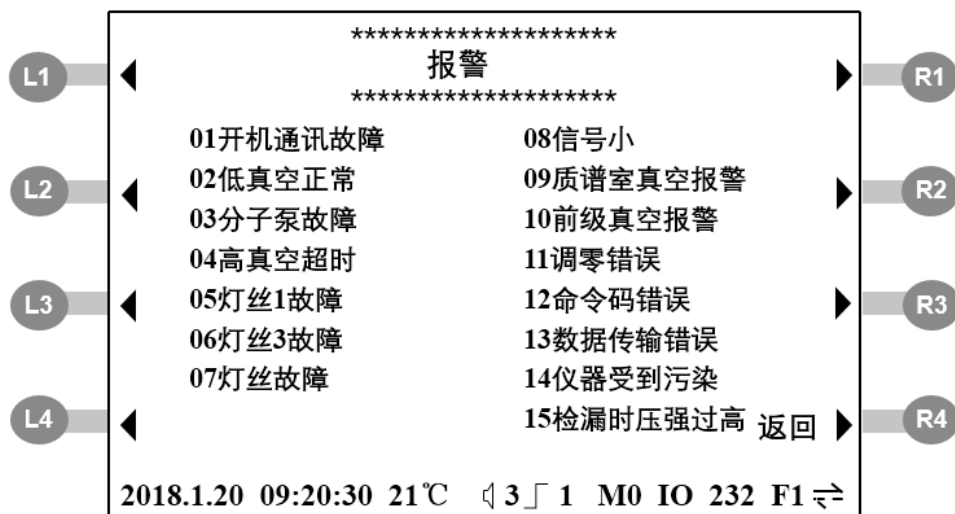 ********************
报警
********************
L1
R1
01开机通讯故障
02低真空正常
03分子泵故障
04高真空超时
05灯丝1故障
06灯丝3故障
07灯丝故障
08信号小
09质谱室真空报警
10前级真空报警
11调零错误
12命令码错误
13数据传输错误
14仪器受到污染
15检漏时压强过高
返回
L2
R2
L3
R3
L4
R4
2018.1.20 09:20:30 21℃ 3 1 M0 IO 232 F1